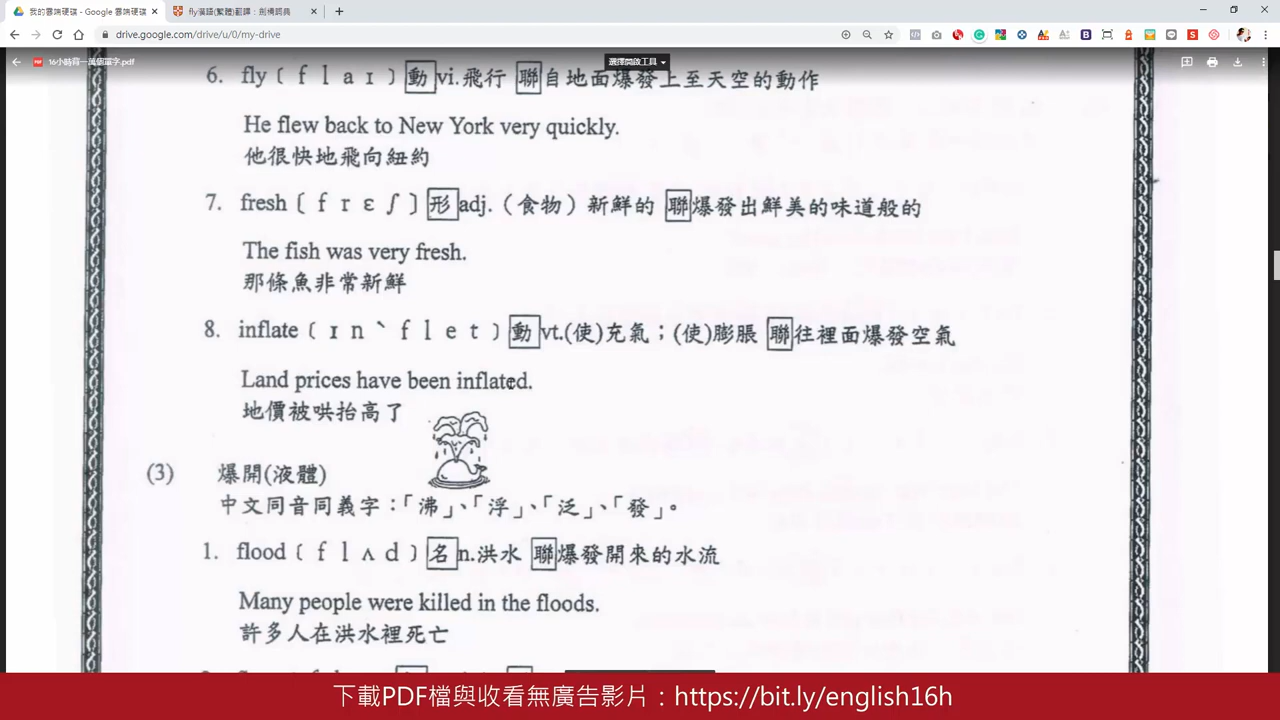 我的雲端硬碟 - Google 雲端硬碟
fly漢語(繁體)翻譯：劍橋詞典
drive.google.com/drive/u/0/my-drive
16小時背一萬個單字.pdf
選擇開啟工具
6. fly﹝ f l a ɪ ﹞動vi.飛行 聯自地面爆發上至天空的動作
He flew back to New York very quickly.
他很快地飛向紐約
7. fresh﹝ f r ɛ ʃ ﹞形adj.（食物）新鮮的 聯爆發出鮮美的味道般的
The fish was very fresh.
那條魚非常新鮮
8. inflate﹝ ɪ n ˋ f l e t ﹞動vt.(使)充氣；(使)膨脹 聯往裡面爆發空氣
Land prices have been inflated.
地價被哄抬高了
(3) 爆開(液體)
中文同音同義字：「沸」、「浮」、「泛」、「發」。
1. flood﹝ f l ʌ d ﹞名n.洪水 聯爆發開來的水流
Many people were killed in the floods.
許多人在洪水裡死亡
下載PDF檔與收看無廣告影片：https://bit.ly/english16h